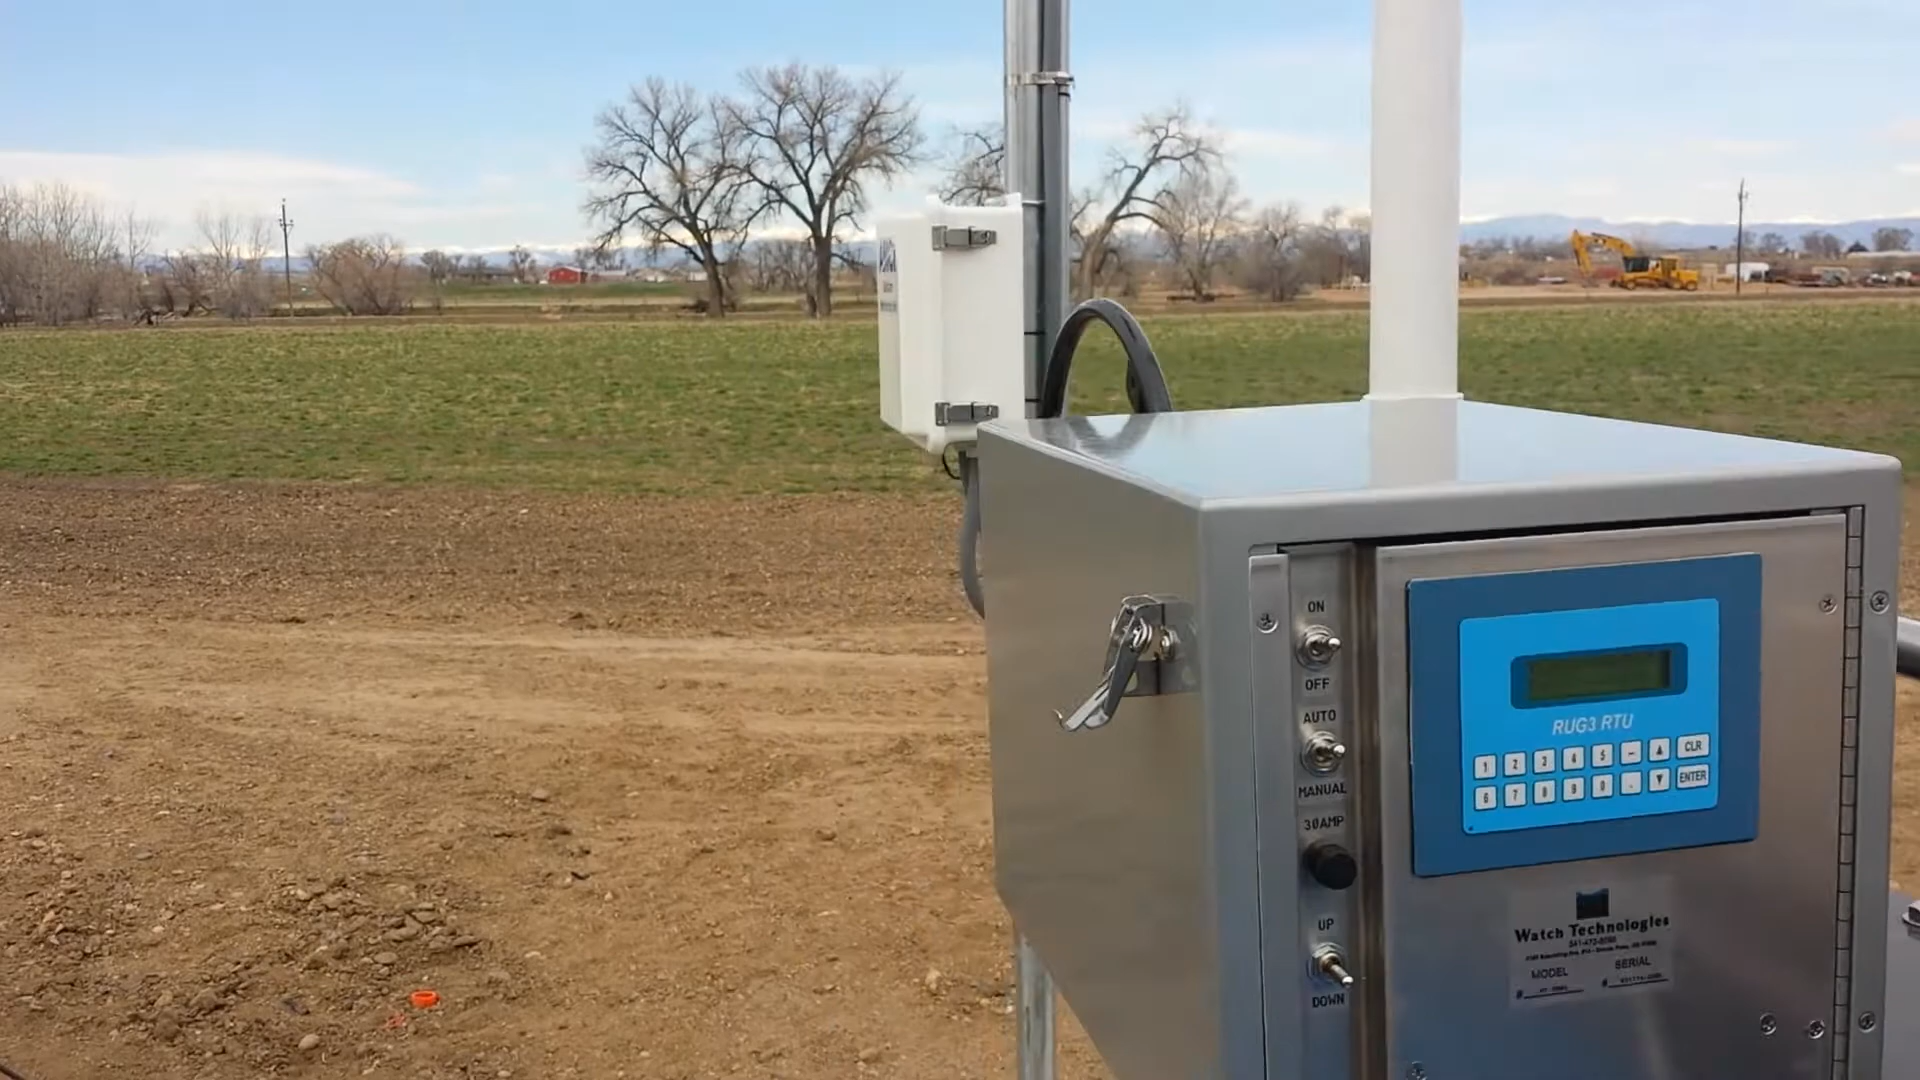 ON
OFF
AUTO
MANUAL
30AMP
UP
DOWN
RUG3 RTU
1 2 3 4 5 — ▲ CLR
6 7 8 9 0 . ▼ ENTER
Watch Technologies
MODEL SERIAL
# #